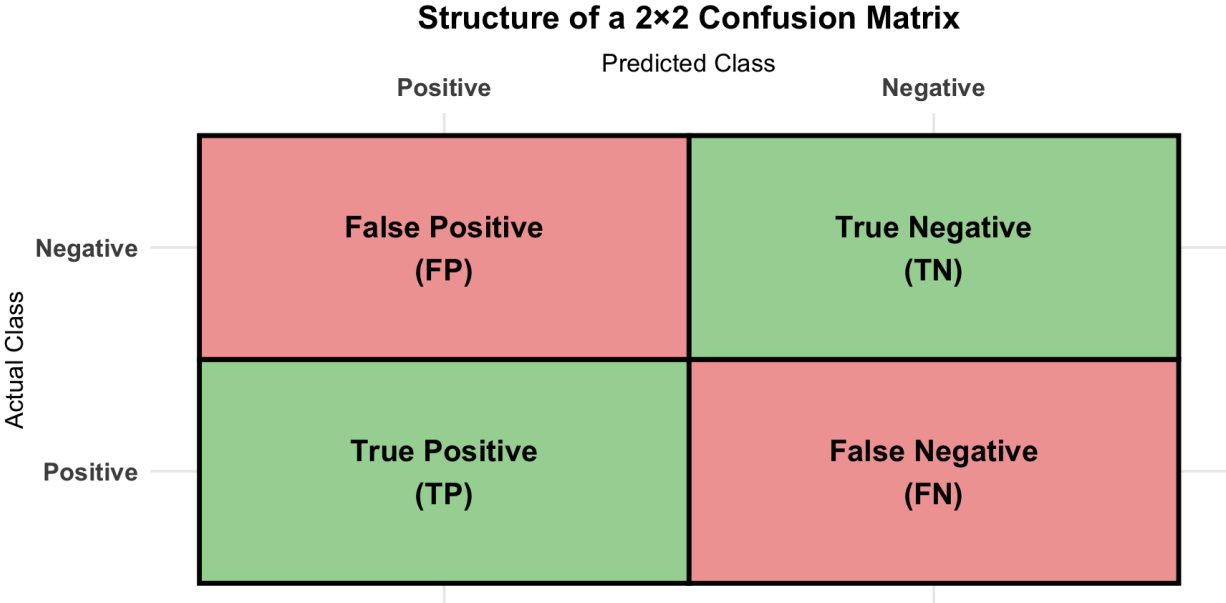 Structure of a 2×2 Confusion Matrix
Predicted Class
Positive
Negative
Actual Class
Negative
False Positive
(FP)
True Negative
(TN)
Positive
True Positive
(TP)
False Negative
(FN)